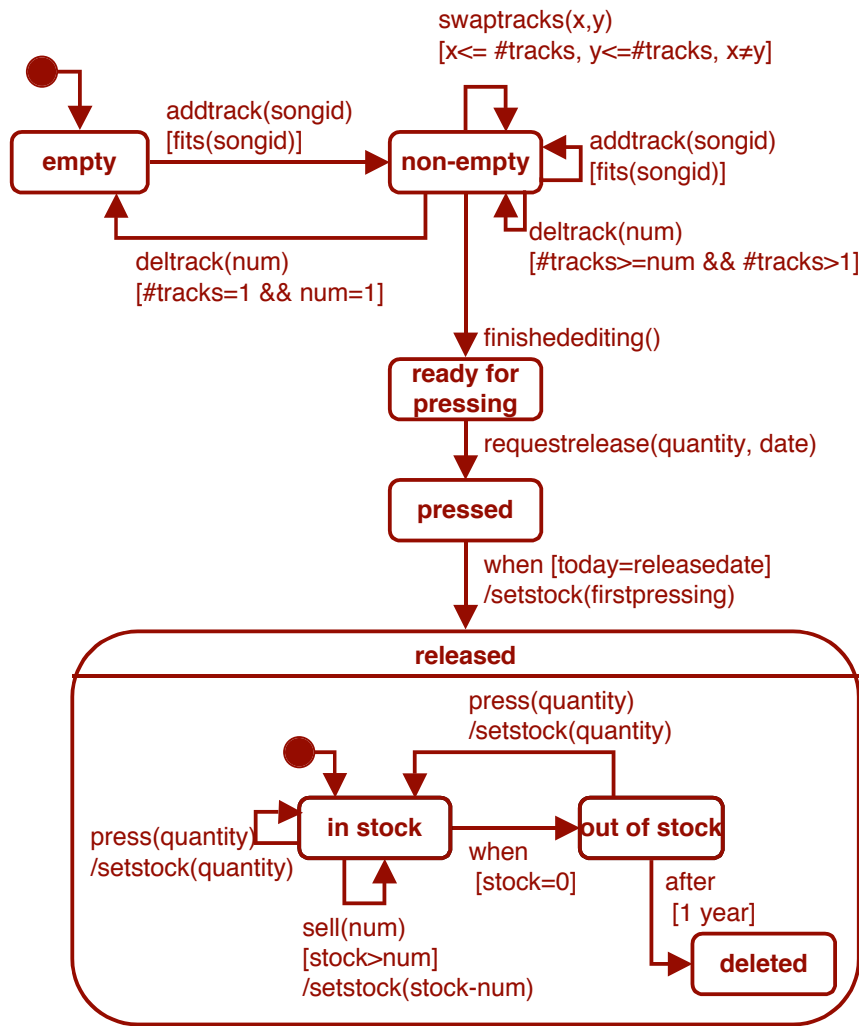 swaptracks(x,y)
[x<= #tracks, y<=#tracks, x≠y]
addtrack(songid)
[fits(songid)]
empty
non-empty
addtrack(songid)
[fits(songid)]
deltrack(num)
[#tracks=1 && num=1]
deltrack(num)
[#tracks>=num && #tracks>1]
finishedediting()
ready for
pressing
requestrelease(quantity, date)
pressed
when [today=releasedate]
/setstock(firstpressing)
released
press(quantity)
/setstock(quantity)
in stock
out of stock
press(quantity)
/setstock(quantity)
when
[stock=0]
after
[1 year]
sell(num)
[stock>num]
/setstock(stock-num)
deleted